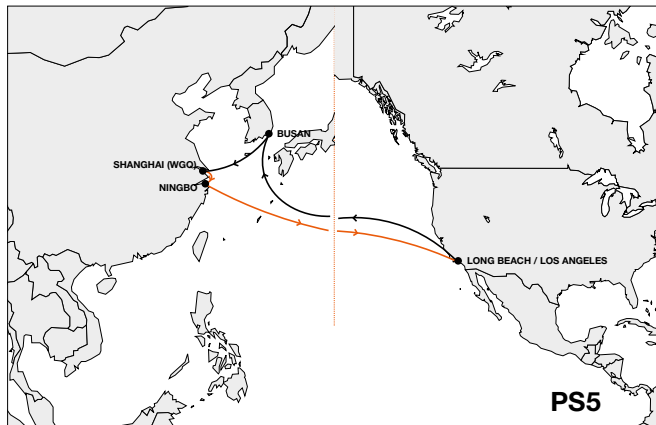 BUSAN
SHANGHAI (WGQ)
NINGBO
LONG BEACH / LOS ANGELES
PS5